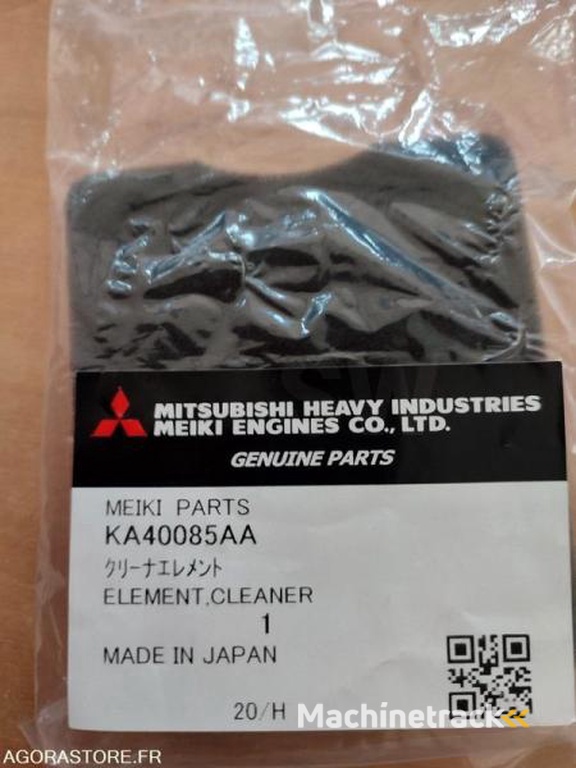 MITSUBISHI HEAVY INDUSTRIES
MEIKI ENGINES CO., LTD.
GENUINE PARTS
MEIKI PARTS
KA40085AA
ｸﾘｰﾅｴﾚﾒﾝﾄ
ELEMENT,CLEANER
1
MADE IN JAPAN
20/H
Machinetrack
AGORASTORE.FR